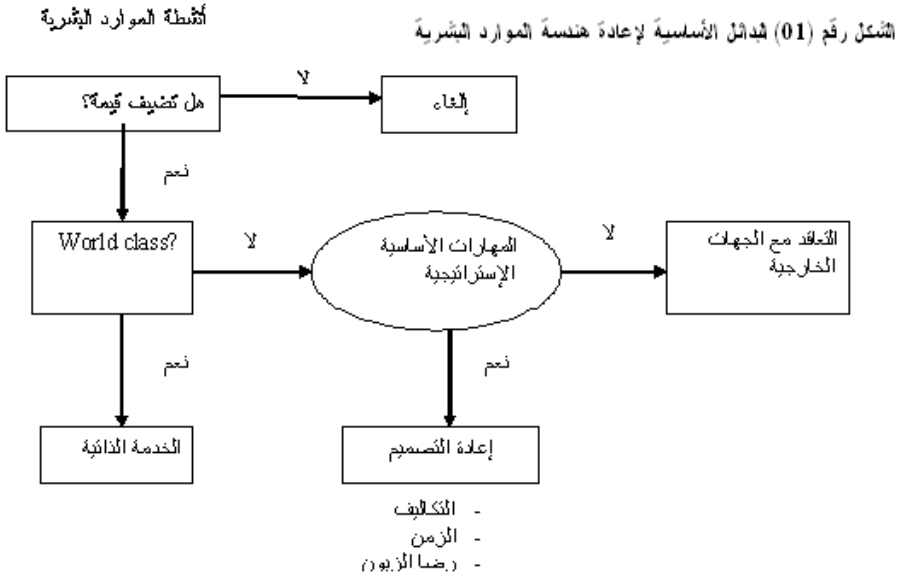 أنشطة الموارد البشرية
الشكل رقم (01) البدائل الأساسية لإعادة هندسة الموارد البشرية
هل تضيف قيمة؟
لا
إلغاء
نعم
World class?
لا
المهارات الأساسية
الإستراتيجية
لا
التعاقد مع الجهات
الخارجية
نعم
نعم
الخدمة الذاتية
إعادة التصميم
- التكاليف
- الزمن
- رضا الزبون